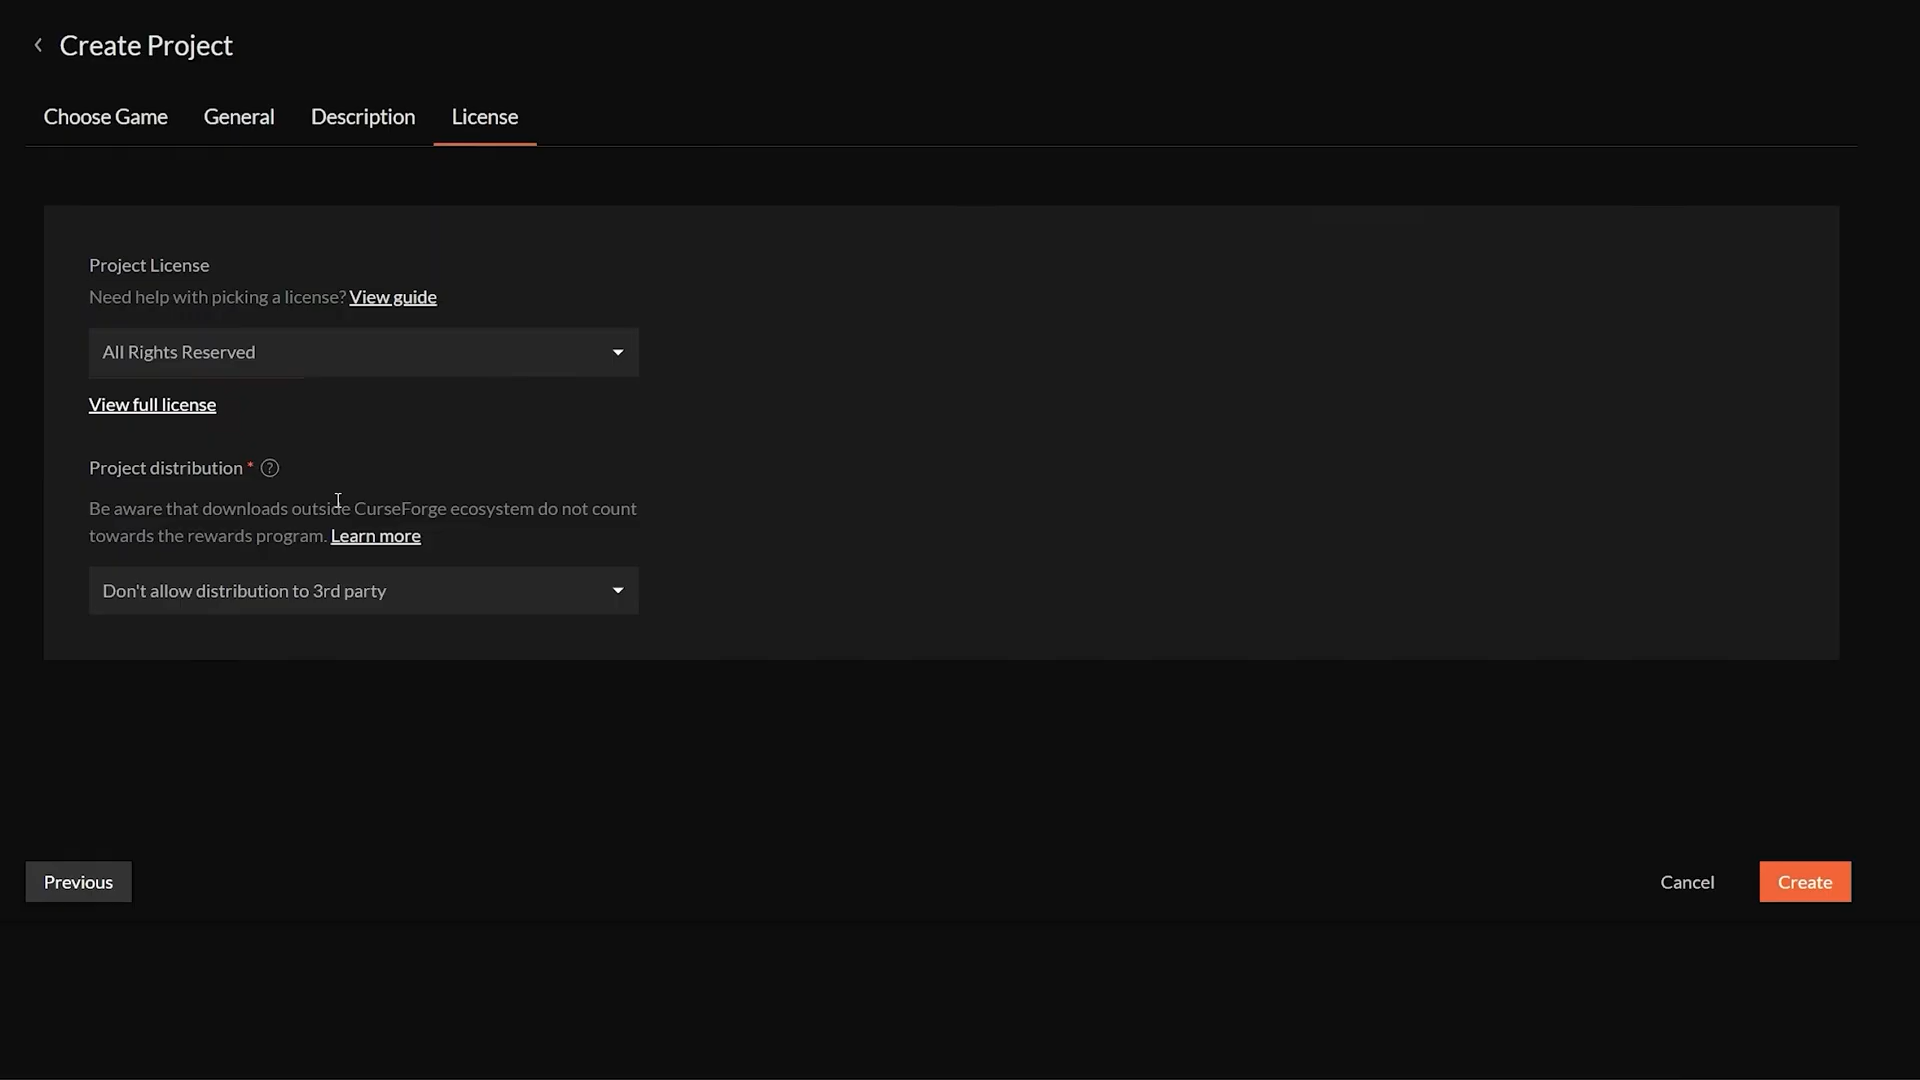 Create Project
Choose Game General Description License
Project License
Need help with picking a license? View guide
All Rights Reserved
View full license
Project distribution * ?
Be aware that downloads outside CurseForge ecosystem do not count
towards the rewards program. Learn more
Don't allow distribution to 3rd party
Previous Cancel Create